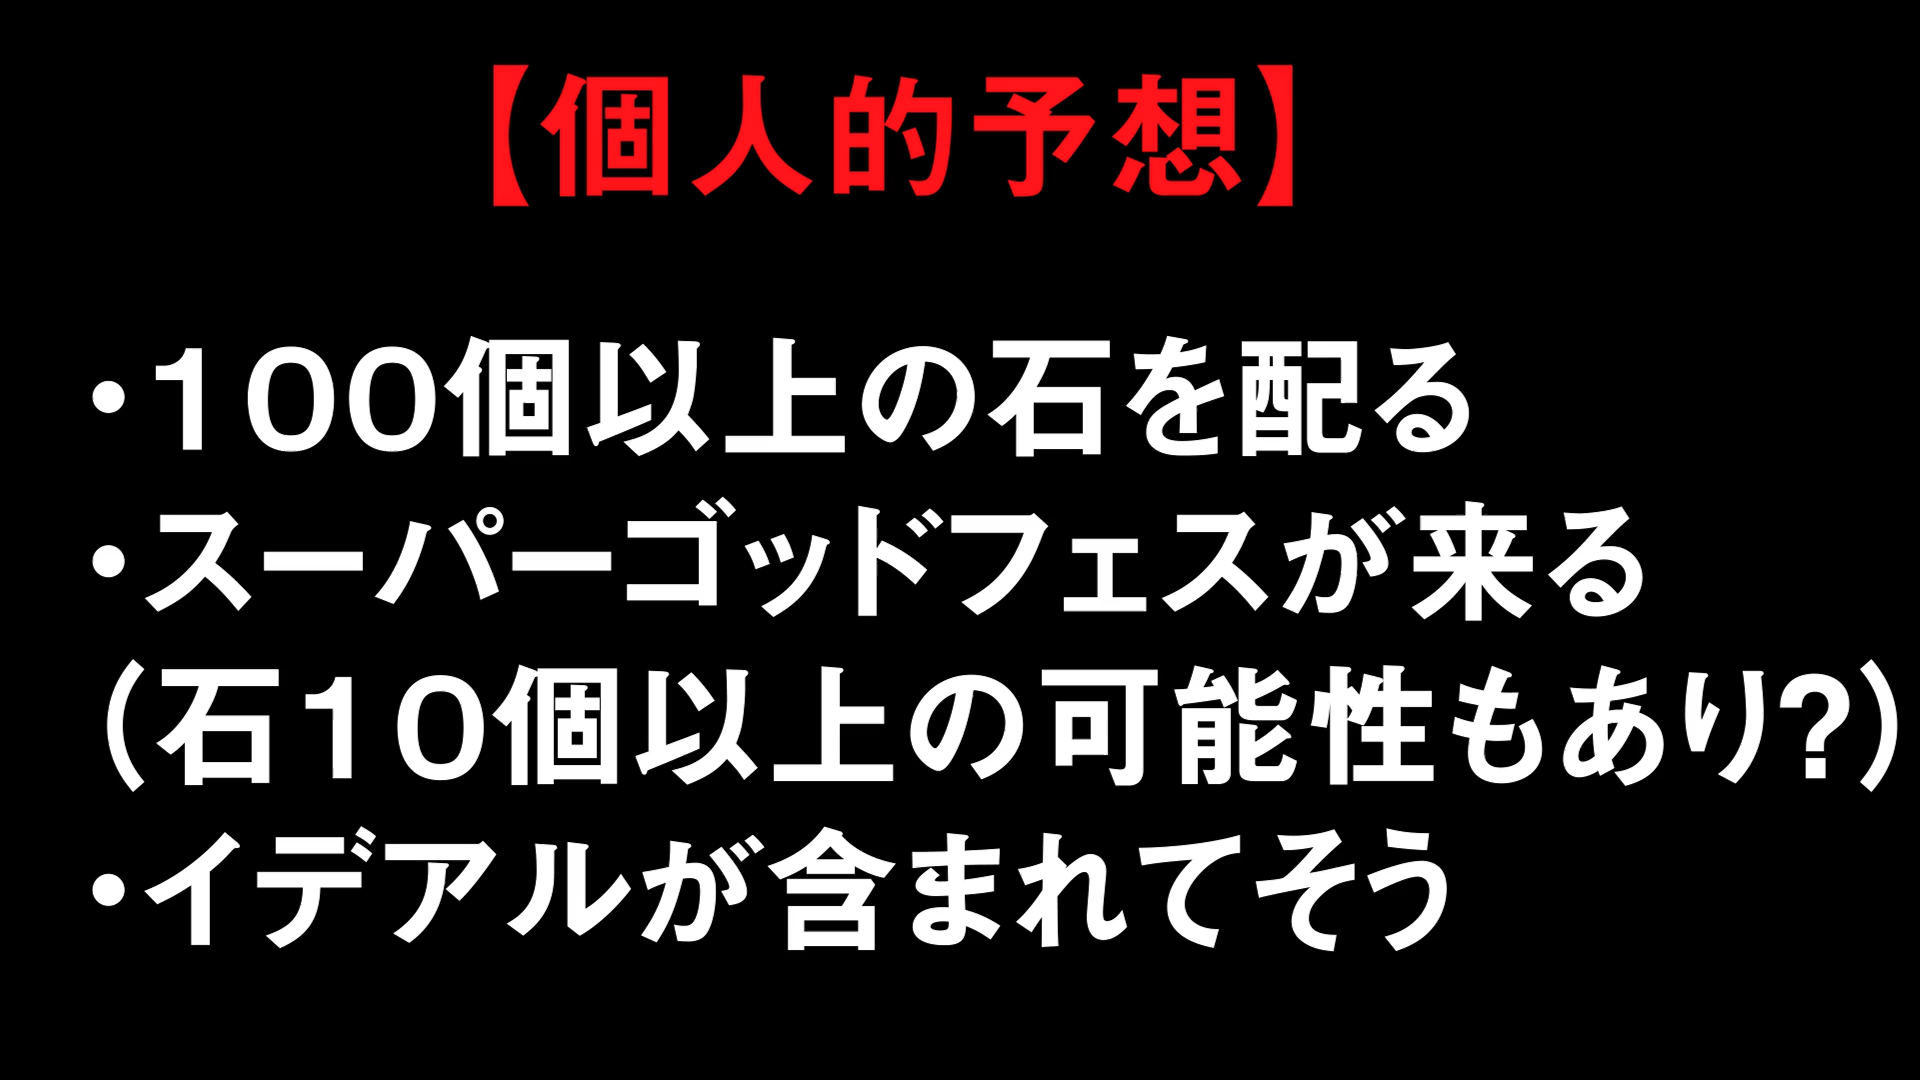 【個人的予想】
・100個以上の石を配る
・スーパーゴッドフェスが来る
(石10個以上の可能性もあり?)
・イデアルが含まれてそう